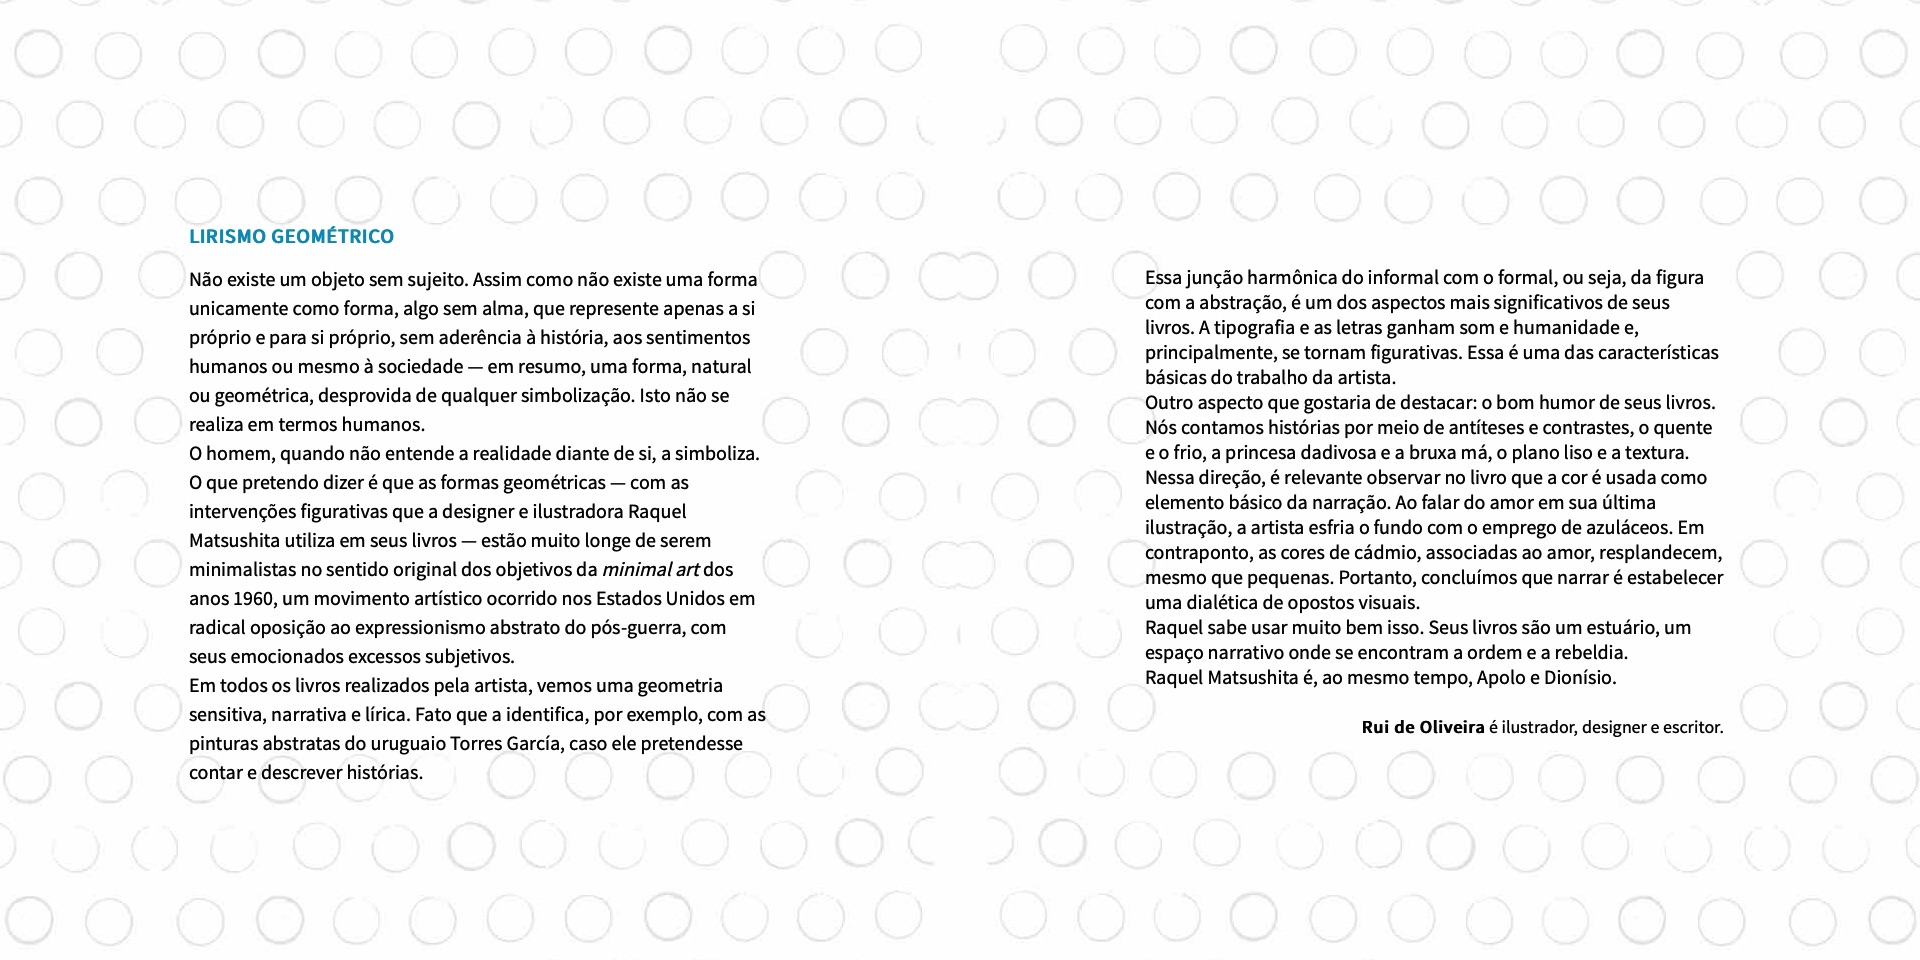 LIRISMO GEOMÉTRICO
Não existe um objeto sem sujeito. Assim como não existe uma forma
unicamente como forma, algo sem alma, que represente apenas a si
próprio e para si próprio, sem aderência à história, aos sentimentos
humanos ou mesmo à sociedade — em resumo, uma forma, natural
ou geométrica, desprovida de qualquer simbolização. Isto não se
realiza em termos humanos.
O homem, quando não entende a realidade diante de si, a simboliza.
O que pretendo dizer é que as formas geométricas — com as
intervenções figurativas que a designer e ilustradora Raquel
Matsushita utiliza em seus livros — estão muito longe de serem
minimalistas no sentido original dos objetivos da minimal art dos
anos 1960, um movimento artístico ocorrido nos Estados Unidos em
radical oposição ao expressionismo abstrato do pós-guerra, com
seus emocionados excessos subjetivos.
Em todos os livros realizados pela artista, vemos uma geometria
sensitiva, narrativa e lírica. Fato que a identifica, por exemplo, com as
pinturas abstratas do uruguaio Torres García, caso ele pretendesse
contar e descrever histórias.
Essa junção harmônica do informal com o formal, ou seja, da figura
com a abstração, é um dos aspectos mais significativos de seus
livros. A tipografia e as letras ganham som e humanidade e,
principalmente, se tornam figurativas. Essa é uma das características
básicas do trabalho da artista.
Outro aspecto que gostaria de destacar: o bom humor de seus livros.
Nós contamos histórias por meio de antíteses e contrastes, o quente
e o frio, a princesa dadivosa e a bruxa má, o plano liso e a textura.
Nessa direção, é relevante observar no livro que a cor é usada como
elemento básico da narração. Ao falar do amor em sua última
ilustração, a artista esfria o fundo com o emprego de azuláceos. Em
contraponto, as cores de cádmio, associadas ao amor, resplandecem,
mesmo que pequenas. Portanto, concluímos que narrar é estabelecer
uma dialética de opostos visuais.
Raquel sabe usar muito bem isso. Seus livros são um estuário, um
espaço narrativo onde se encontram a ordem e a rebeldia.
Raquel Matsushita é, ao mesmo tempo, Apolo e Dionísio.
Rui de Oliveira é ilustrador, designer e escritor.